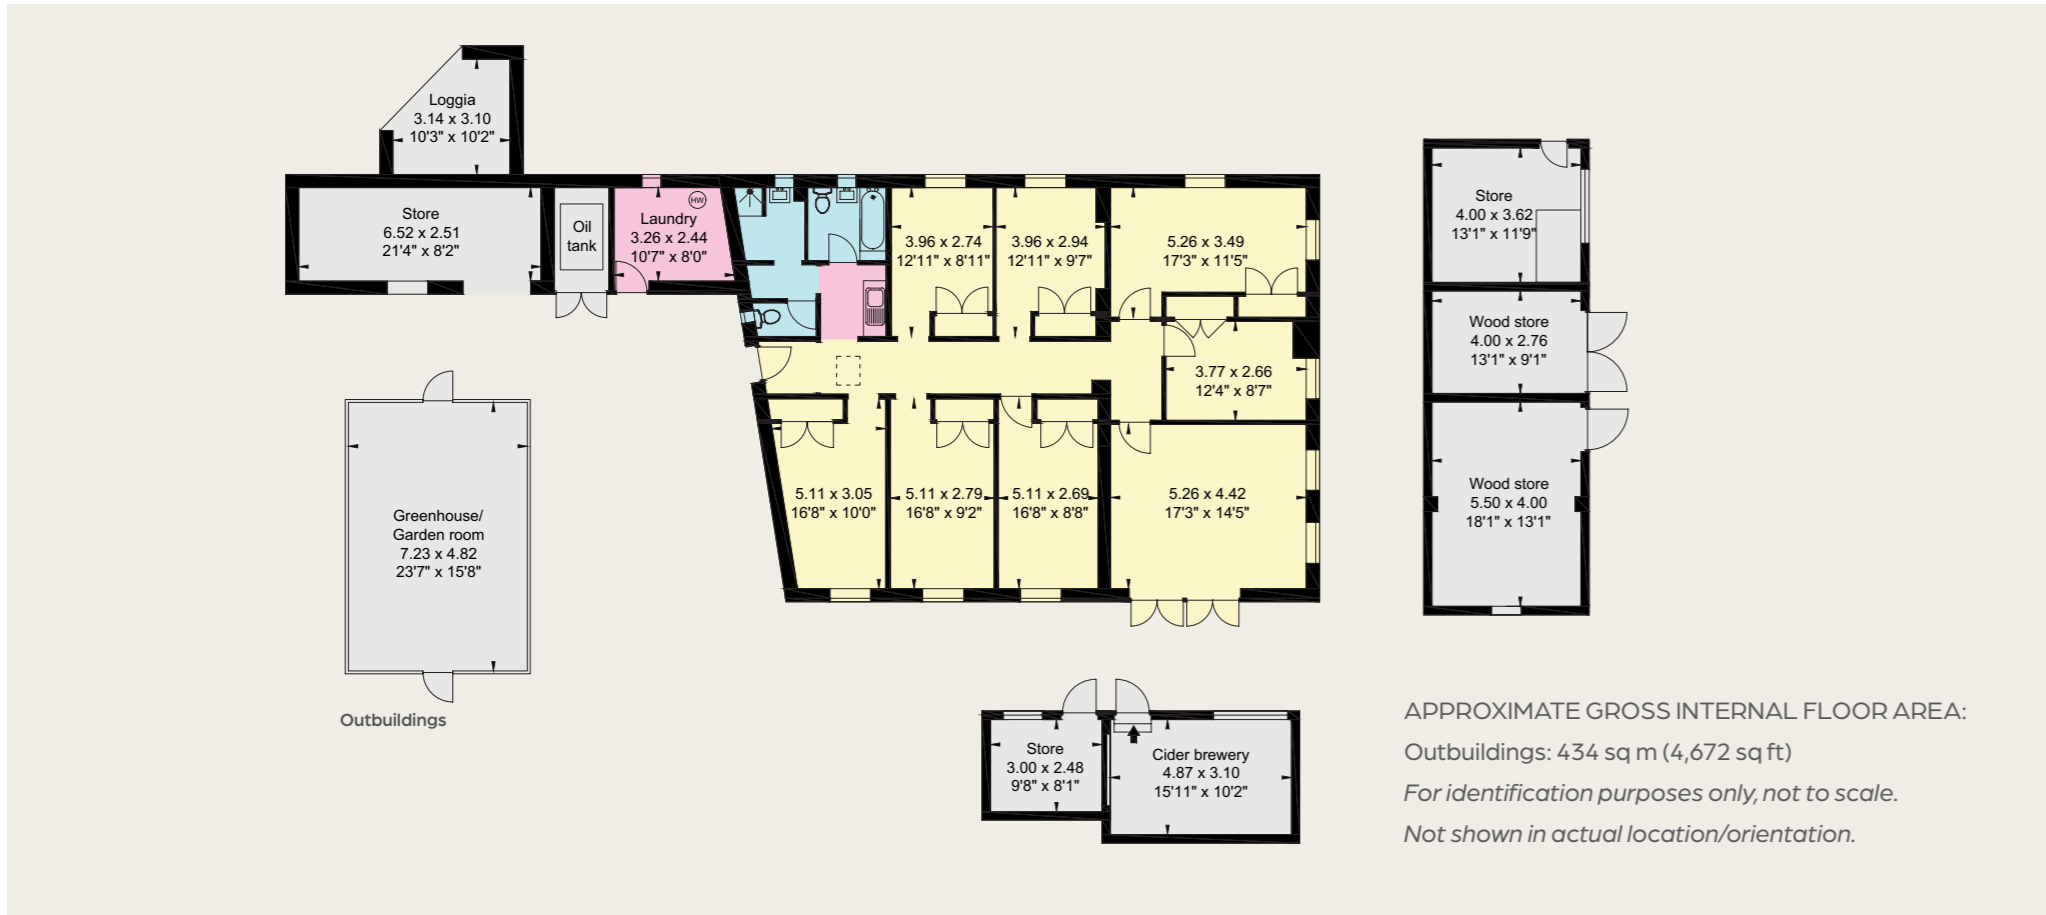 Loggia
3.14 x 3.10
10'3" x 10'2"
Store
6.52 x 2.51
21'4" x 8'2"
Oil
tank
HW
Laundry
3.26 x 2.44
10'7" x 8'0"
3.96 x 2.74
12'11" x 8'11"
3.96 x 2.94
12'11" x 9'7"
5.26 x 3.49
17'3" x 11'5"
3.77 x 2.66
12'4" x 8'7"
5.11 x 3.05
16'8" x 10'0"
5.11 x 2.79
16'8" x 9'2"
5.11 x 2.69
16'8" x 8'8"
5.26 x 4.42
17'3" x 14'5"
Store
4.00 x 3.62
13'1" x 11'9"
Wood store
4.00 x 2.76
13'1" x 9'1"
Wood store
5.50 x 4.00
18'1" x 13'1"
Greenhouse/
Garden room
7.23 x 4.82
23'7" x 15'8"
Outbuildings
Store
3.00 x 2.48
9'8" x 8'1"
Cider brewery
4.87 x 3.10
15'11" x 10'2"
APPROXIMATE GROSS INTERNAL FLOOR AREA:
Outbuildings: 434 sq m (4,672 sq ft)
For identification purposes only, not to scale.
Not shown in actual location/orientation.